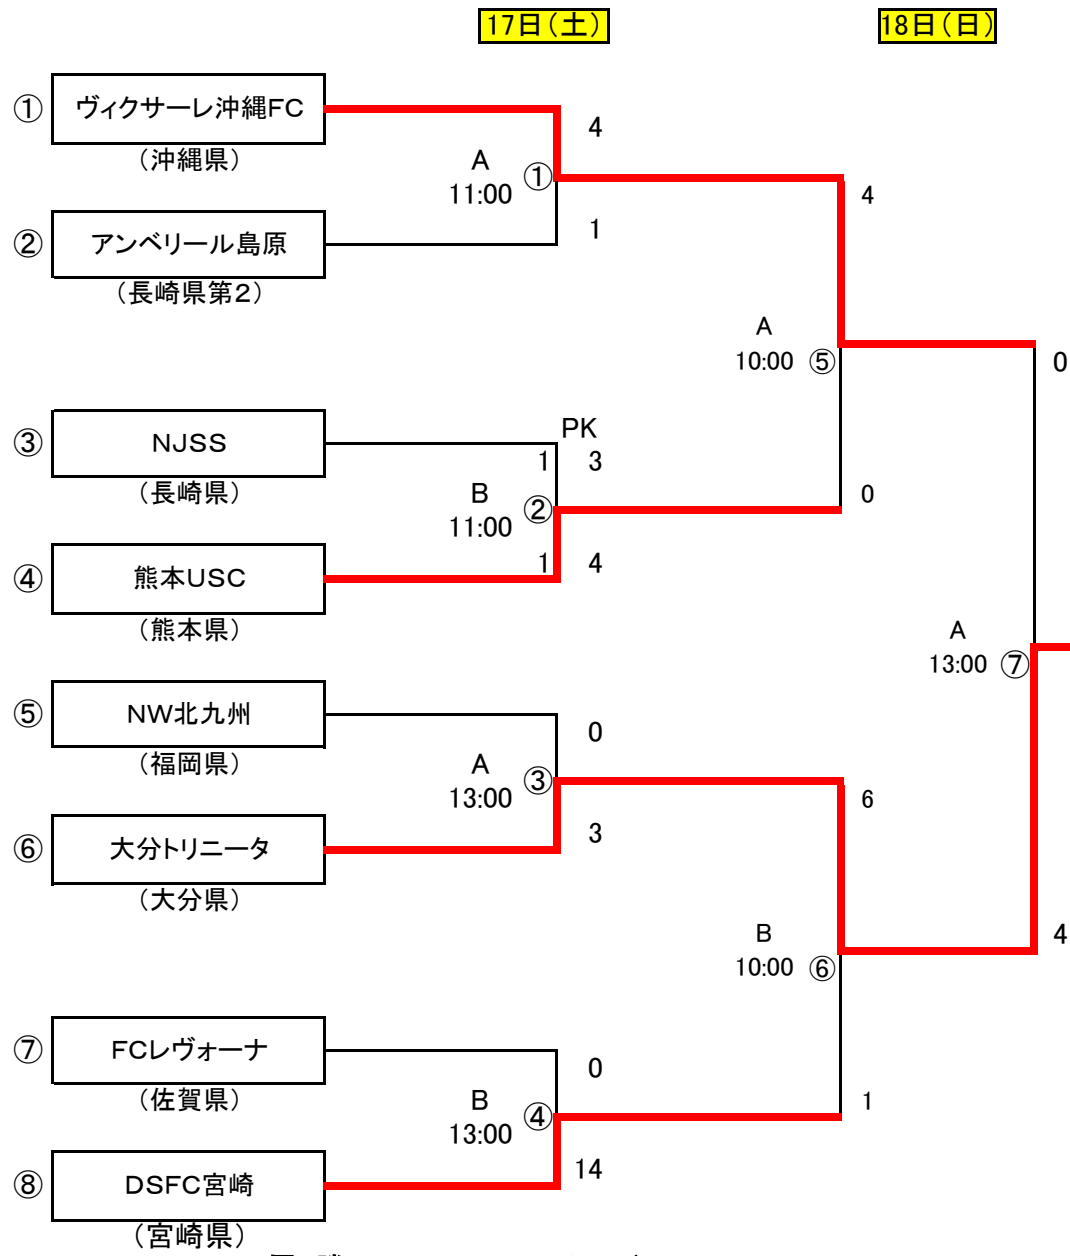 17日(土)
18日(日)
① ヴィクサーレ沖縄FC
(沖縄県)
4
A
11:00 ①
1
② アンベリール島原
(長崎県第2)
4
A
10:00 ⑤
0
0
③ NJSS
(長崎県)
PK
1 3
B
11:00 ②
1 4
④ 熊本USC
(熊本県)
A
13:00 ⑦
4
⑤ NW北九州
(福岡県)
0
A
13:00 ③
3
⑥ 大分トリニータ
(大分県)
6
B
10:00 ⑥
1
⑦ FCレヴォーナ
(佐賀県)
0
B
13:00 ④
14
⑧ DSFC宮崎
(宮崎県)